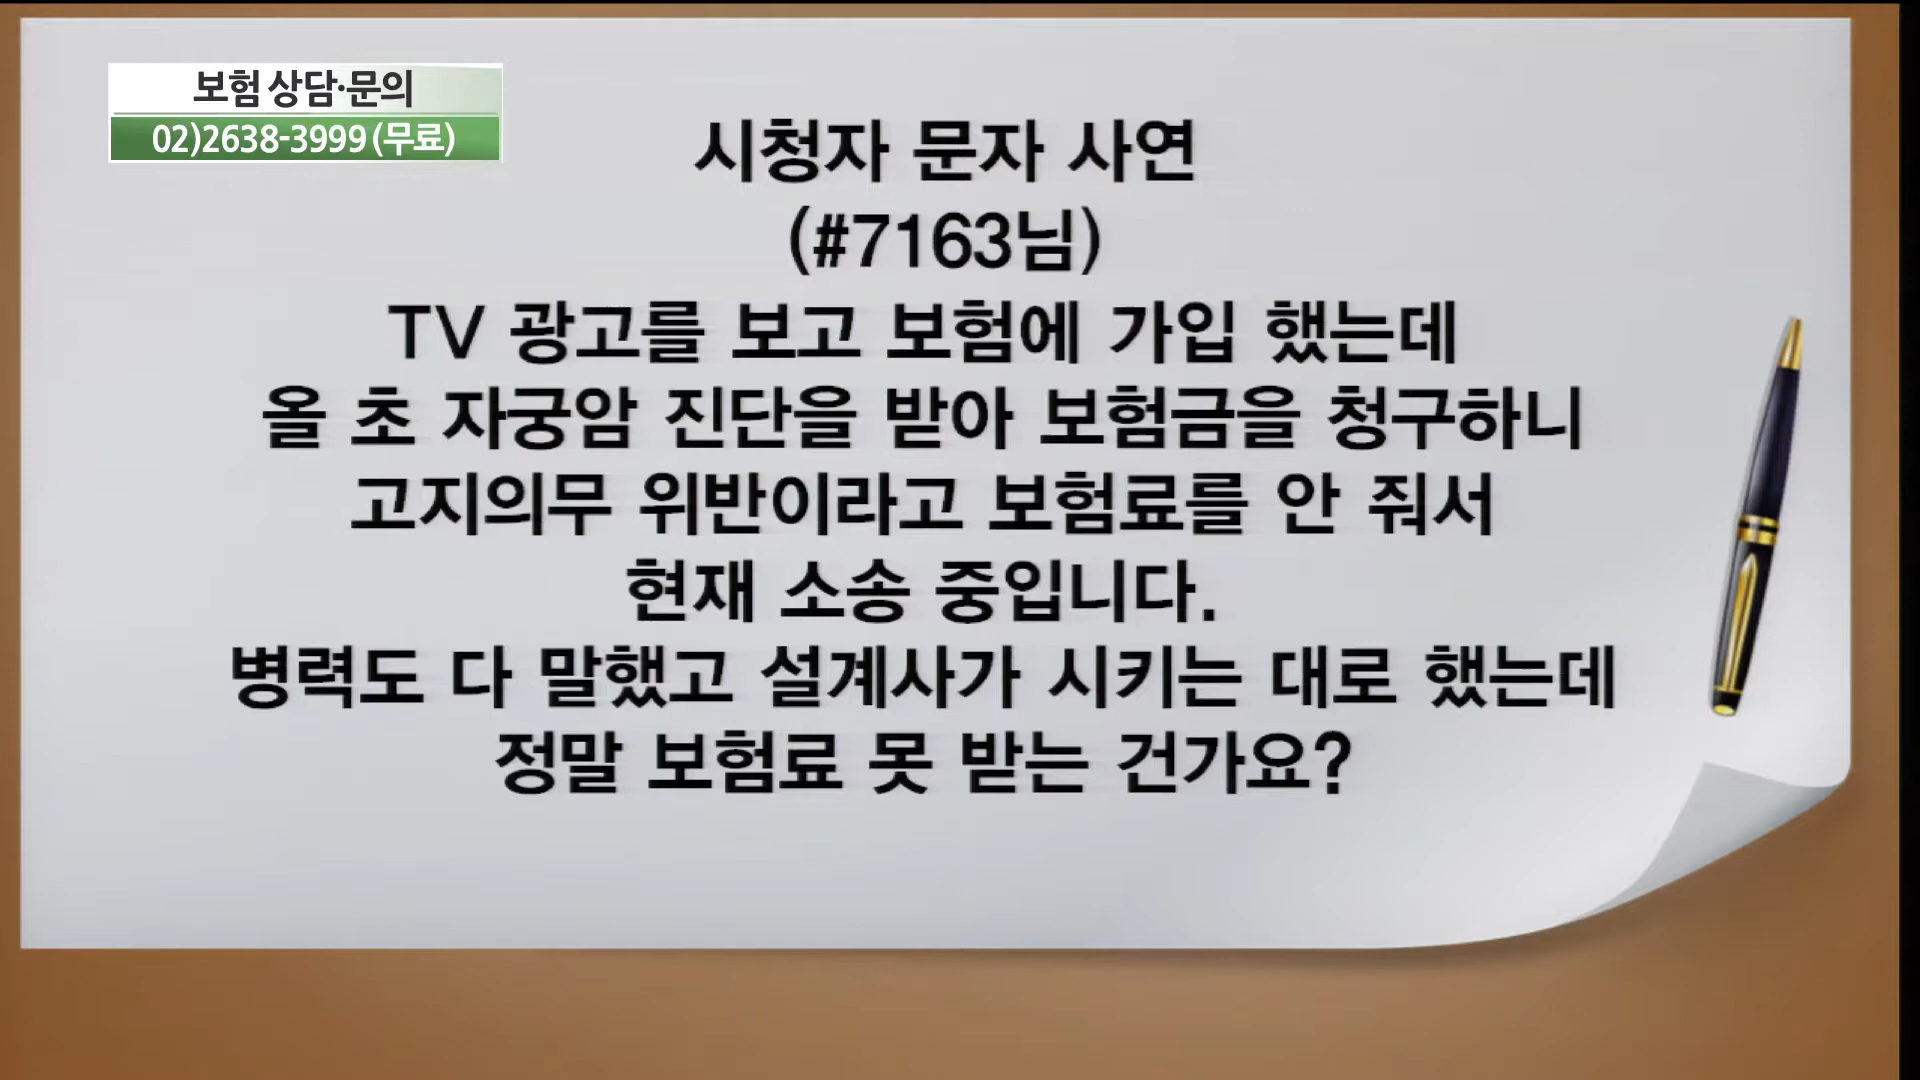 보험 상담·문의
02)2638-3999 (무료)
시청자 문자 사연
(#7163님)
TV 광고를 보고 보험에 가입 했는데
올 초 자궁암 진단을 받아 보험금을 청구하니
고지의무 위반이라고 보험료를 안 줘서
현재 소송 중입니다.
병력도 다 말했고 설계사가 시키는 대로 했는데
정말 보험료 못 받는 건가요?